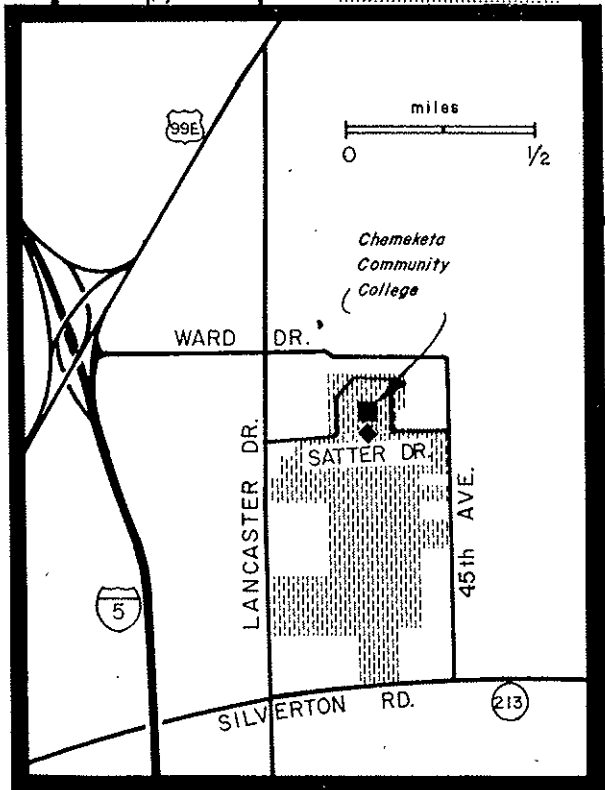 99E
miles
0 1/2
Chemeketa
Community
College
WARD DR.
LANCASTER DR.
SATTER DR.
45th AVE.
5
SILVERTON RD.
213